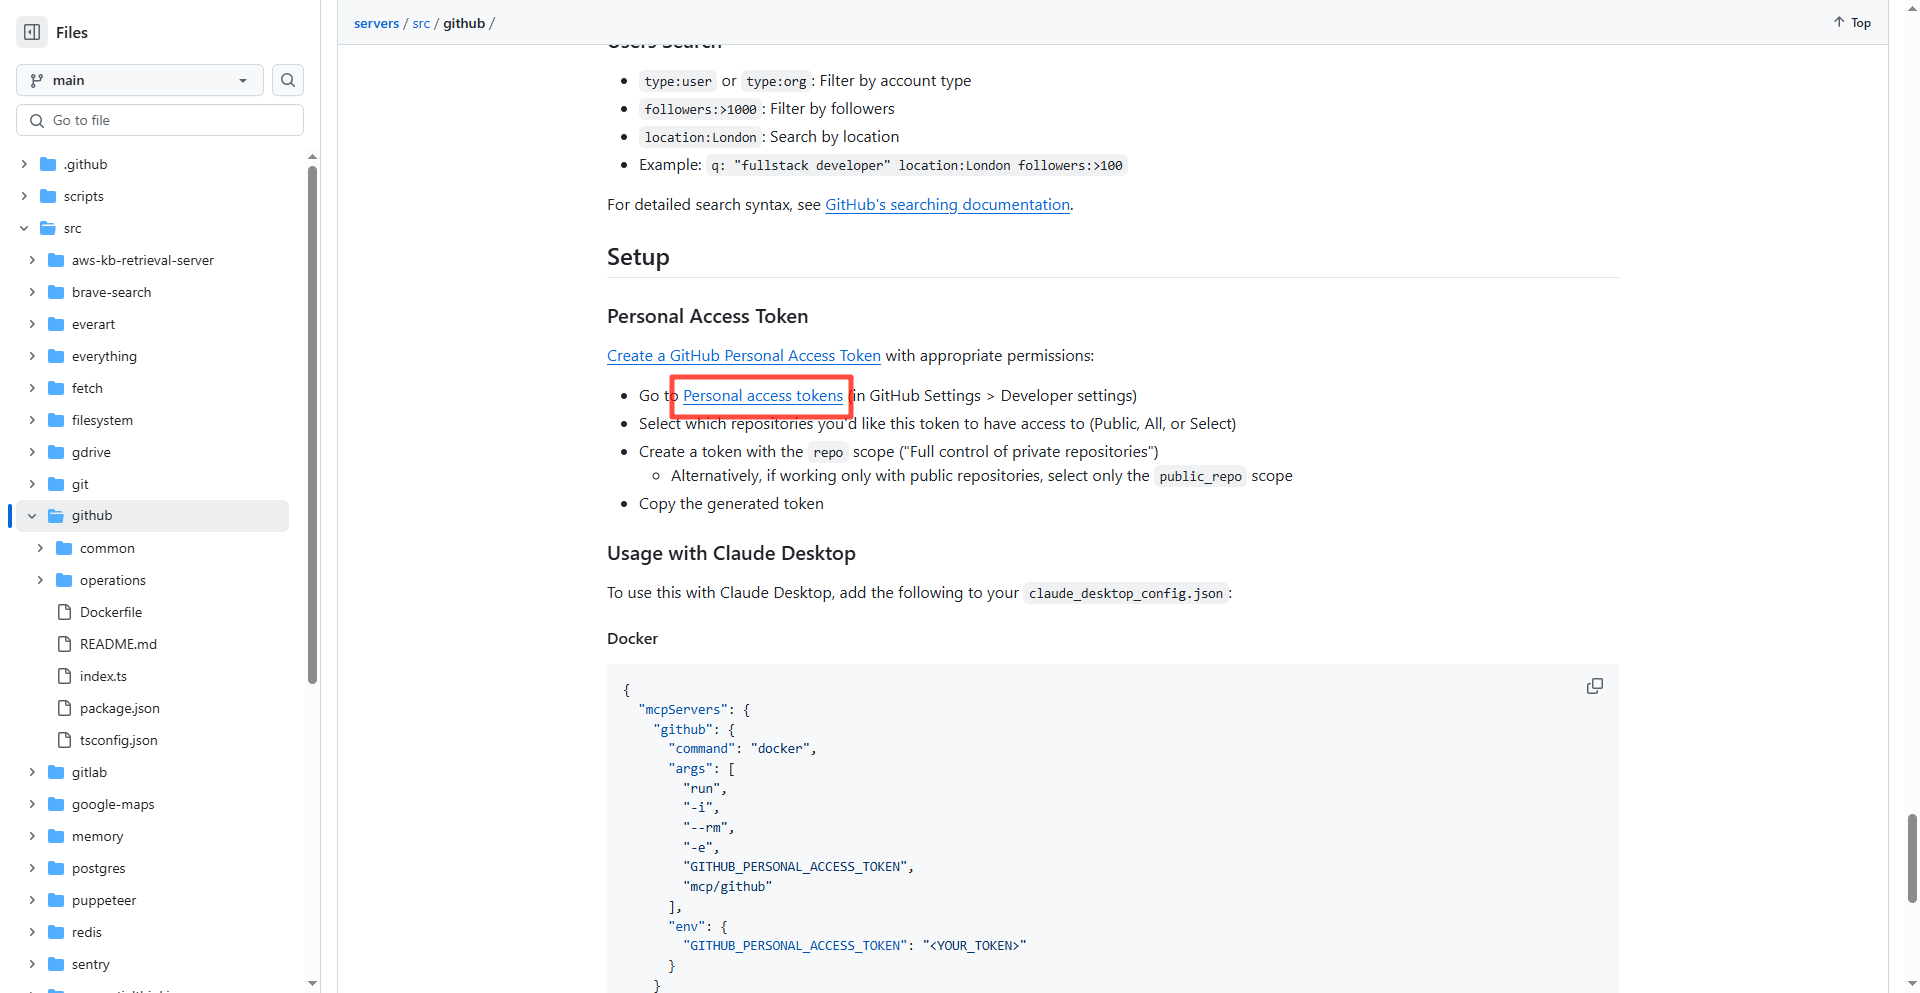 Files
main
Go to file
.github
scripts
src
aws-kb-retrieval-server
brave-search
everart
everything
fetch
filesystem
gdrive
git
github
common
operations
Dockerfile
README.md
index.ts
package.json
tsconfig.json
gitlab
google-maps
memory
postgres
puppeteer
redis
sentry
servers / src / github /
Top
Users Search
type:user or type:org : Filter by account type
followers:>1000 : Filter by followers
location:London : Search by location
Example: q: "fullstack developer" location:London followers:>100
For detailed search syntax, see GitHub's searching documentation.
Setup
Personal Access Token
Create a GitHub Personal Access Token with appropriate permissions:
Go to Personal access tokens (in GitHub Settings > Developer settings)
Select which repositories you'd like this token to have access to (Public, All, or Select)
Create a token with the repo scope ("Full control of private repositories")
Alternatively, if working only with public repositories, select only the public_repo scope
Copy the generated token
Usage with Claude Desktop
To use this with Claude Desktop, add the following to your claude_desktop_config.json :
Docker
{
"mcpServers": {
"github": {
"command": "docker",
"args": [
"run",
"-i",
"--rm",
"-e",
"GITHUB_PERSONAL_ACCESS_TOKEN",
"mcp/github"
],
"env": {
"GITHUB_PERSONAL_ACCESS_TOKEN": "<YOUR_TOKEN>"
}
}